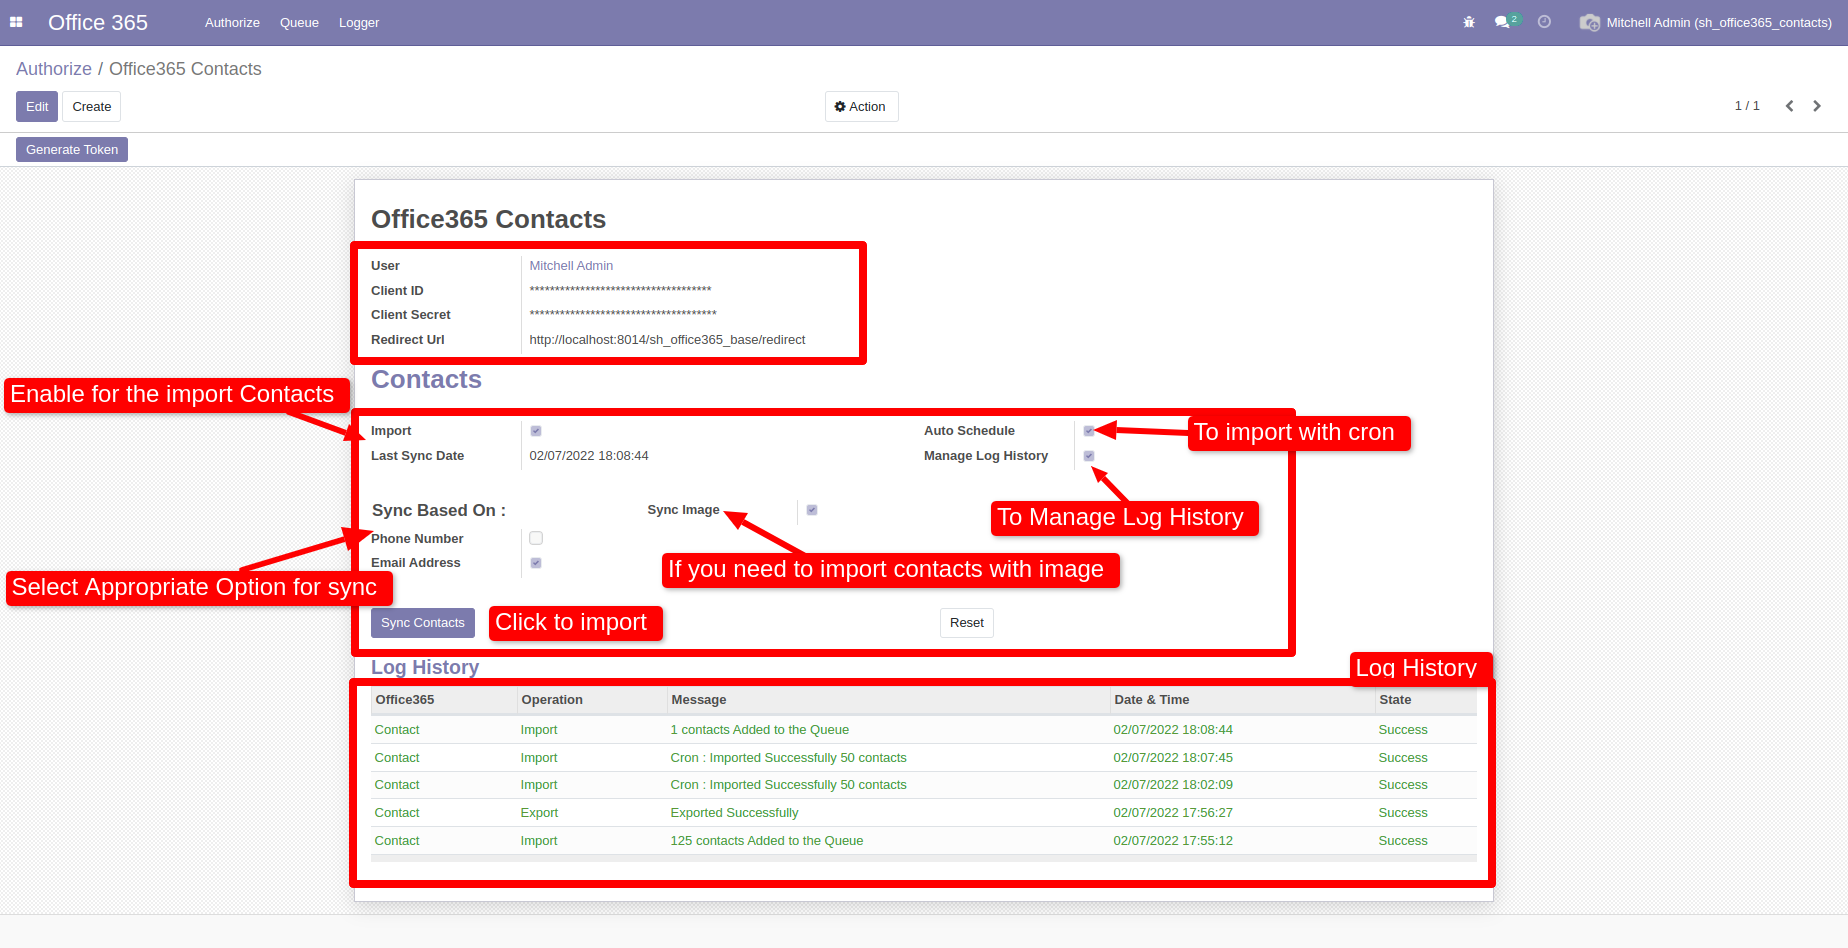 Office 365 Authorize Queue Logger 2 Mitchell Admin (sh_office365_contacts)
Authorize / Office365 Contacts
Edit Create Action 1 / 1
Generate Token
Office365 Contacts
User Mitchell Admin
Client ID ************************************
Client Secret *************************************
Redirect Url http://localhost:8014/sh_office365_base/redirect
Contacts
Enable for the import Contacts
Import Auto Schedule To import with cron
Last Sync Date 02/07/2022 18:08:44 Manage Log History
Sync Based On : Sync Image To Manage Log History
Phone Number
Email Address If you need to import contacts with image
Select Appropriate Option for sync
Sync Contacts Click to import Reset
Log History Log History
Office365 Operation Message Date & Time State
Contact Import 1 contacts Added to the Queue 02/07/2022 18:08:44 Success
Contact Import Cron : Imported Successfully 50 contacts 02/07/2022 18:07:45 Success
Contact Import Cron : Imported Successfully 50 contacts 02/07/2022 18:02:09 Success
Contact Export Exported Successfully 02/07/2022 17:56:27 Success
Contact Import 125 contacts Added to the Queue 02/07/2022 17:55:12 Success